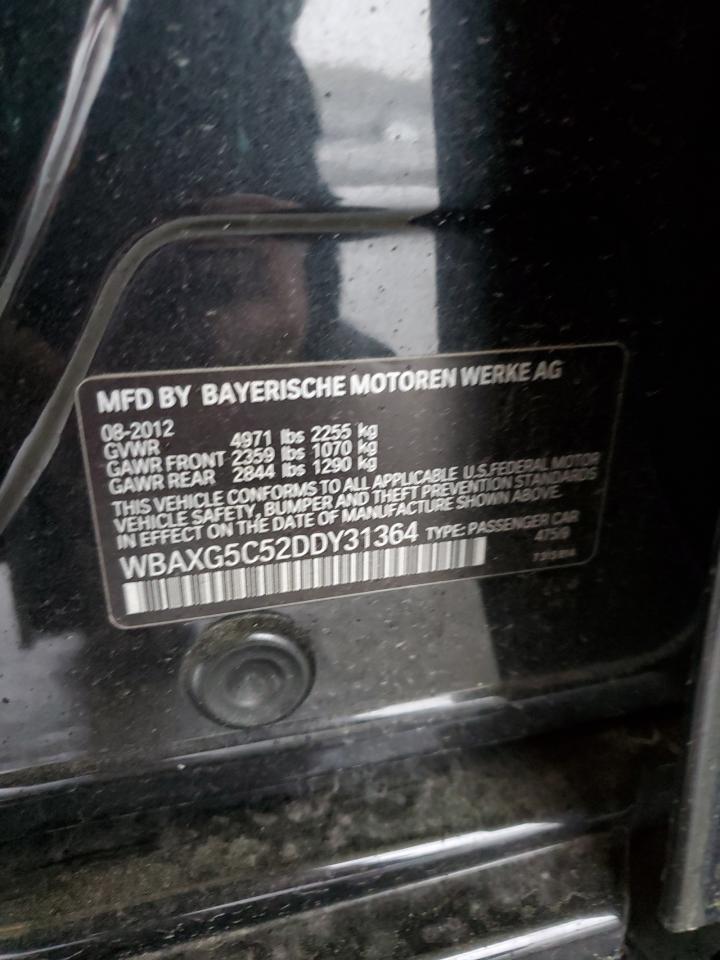 MFD BY BAYERISCHE MOTOREN WERKE AG
08-2012
GVWR 4971 lbs 2255 kg
GAWR FRONT 2359 lbs 1070 kg
GAWR REAR 2844 lbs 1290 kg
THIS VEHICLE CONFORMS TO ALL APPLICABLE U.S.FEDERAL MOTOR
VEHICLE SAFETY, BUMPER AND THEFT PREVENTION STANDARDS
IN EFFECT ON THE DATE OF MANUFACTURE SHOWN ABOVE.
WBAXG5C52DDY31364 TYPE: PASSENGER CAR
475/9